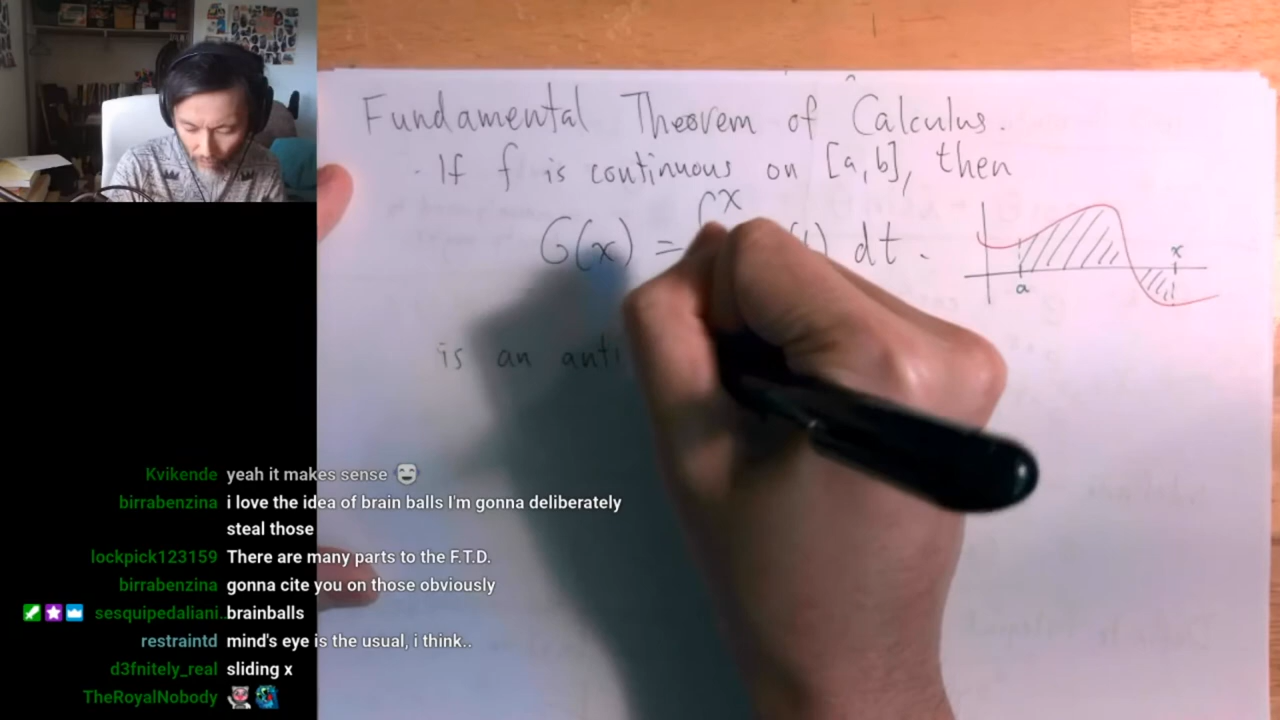 Fundamental Theorem of Calculus.
· If f is continuous on [a,b], then
G(x) = ∫ x (t) dt.
a
x
is an anti
Kvikende yeah it makes sense
birrabenzina i love the idea of brain balls I'm gonna deliberately
steal those
lockpick123159 There are many parts to the F.T.D.
birrabenzina gonna cite you on those obviously
sesquipedaliani.. brainballs
restraintd mind's eye is the usual, i think..
d3fnitely_real sliding x
TheRoyalNobody